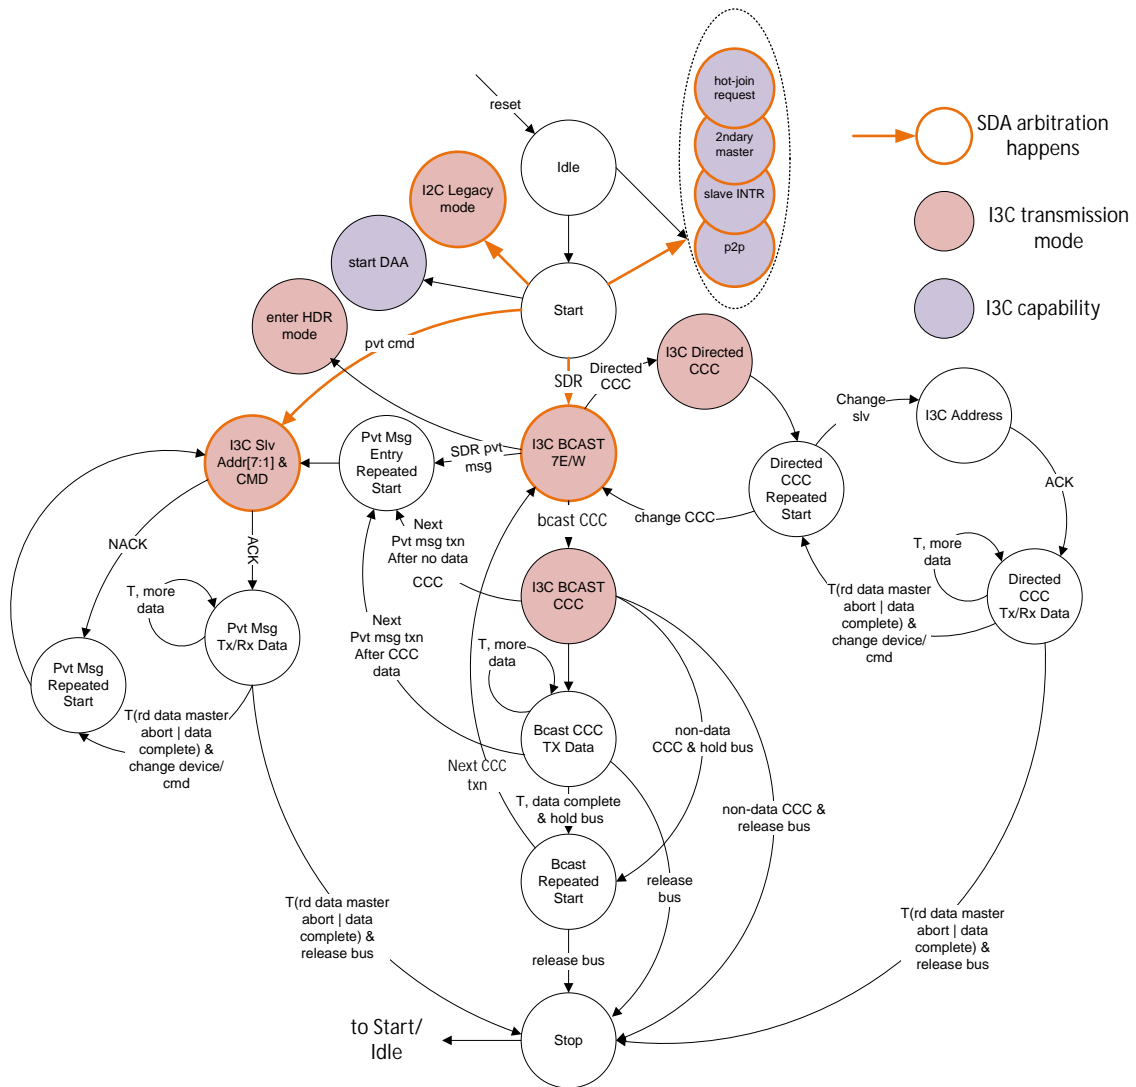 hot-join
request
2ndary
master
slave INTR
p2p
SDA arbitration
happens
I3C transmission
mode
I3C capability
reset
Idle
I2C Legacy
mode
start DAA
enter HDR
mode
Start
pvt cmd
SDR
Directed
CCC
I3C Directed
CCC
Change
slv
I3C Address
I3C Slv
Addr[7:1] &
CMD
Pvt Msg
Entry
Repeated
Start
SDR pvt
msg
I3C BCAST
7E/W
Directed
CCC
Repeated
Start
ACK
change CCC
bcast CCC
NACK
ACK
Next
Pvt msg txn
After no data
CCC
I3C BCAST
CCC
T, more
data
Directed
CCC
Tx/Rx Data
T(rd data master
abort | data
complete) &
change device/
cmd
T, more
data
Pvt Msg
Tx/Rx Data
Pvt Msg
Repeated
Start
Next
Pvt msg txn
After CCC
data
T, more
data
Bcast CCC
TX Data
non-data
CCC & hold bus
T(rd data master
abort | data
complete) &
change device/
cmd
Next CCC
txn
T, data complete
& hold bus
non-data CCC &
release bus
Bcast
Repeated
Start
release
bus
T(rd data master
abort | data
complete) &
release bus
T(rd data master
abort | data
complete) &
release bus
release bus
Stop
to Start/
Idle